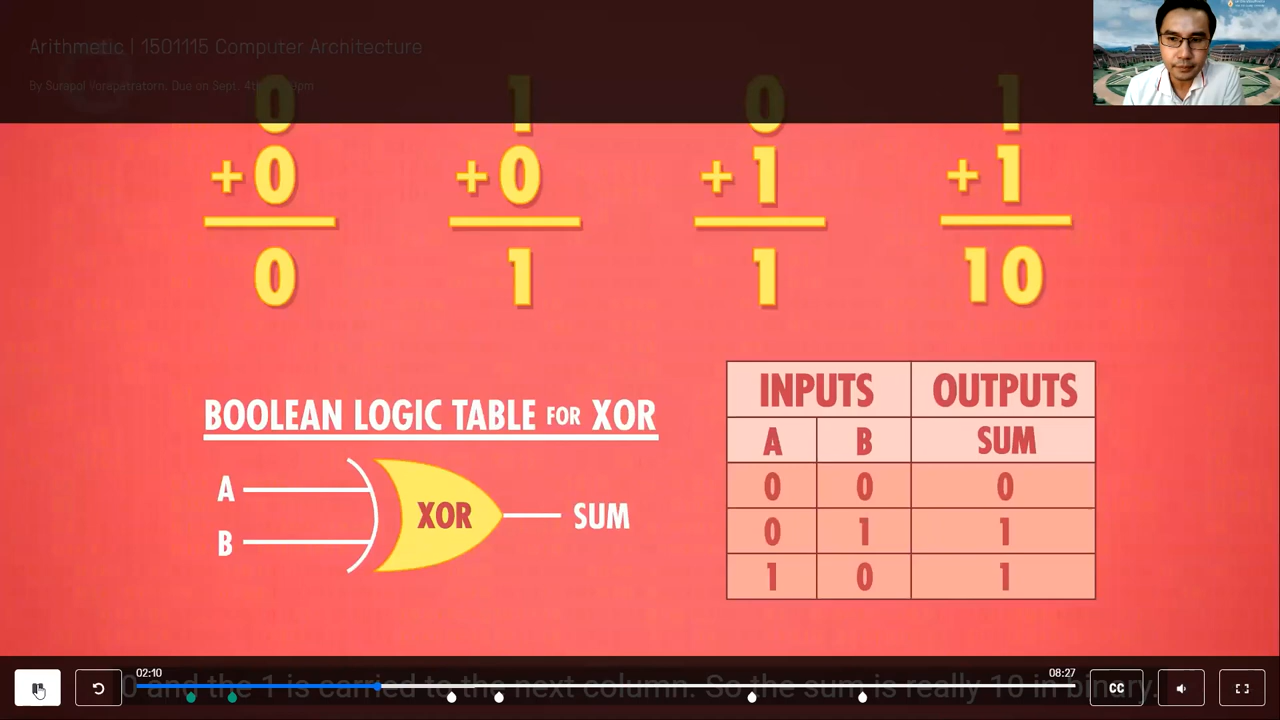 Arithmetic | 1501115 Computer Architecture
By Surapol Vorapatratorn. Due on Sept. 4th
0 1 0 1
+0 +0 +1 +1
0 1 1 10
INPUTS OUTPUTS
BOOLEAN LOGIC TABLE FOR XOR
A B SUM
0 0 0
A
XOR SUM
0 1 1
B
1 0 1
02:10 08:27
0 and the 1 is carried to the next column. So the sum is really 10 in binary.
CC